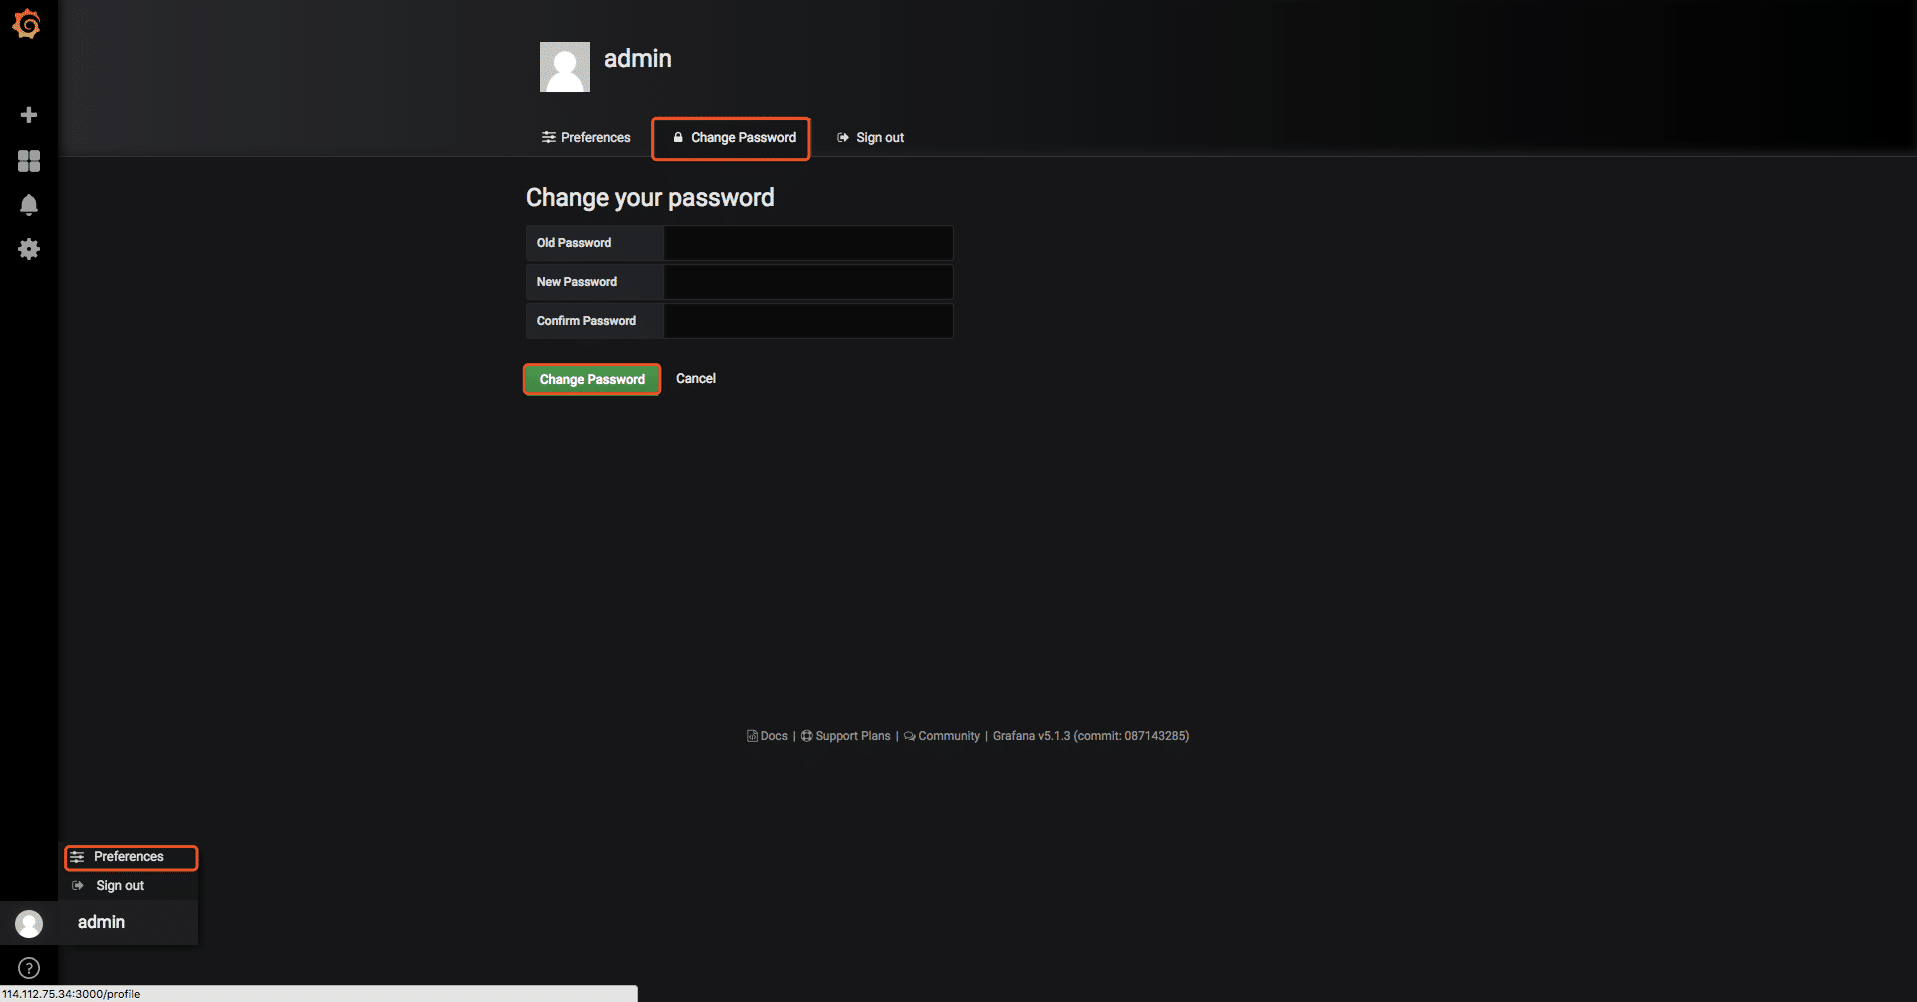 admin
Preferences
Change Password
Sign out
Change your password
Old Password
New Password
Confirm Password
Change Password
Cancel
Docs | Support Plans | Community | Grafana v5.1.3 (commit: 087143285)
Preferences
Sign out
admin
114.112.75.34:3000/profile